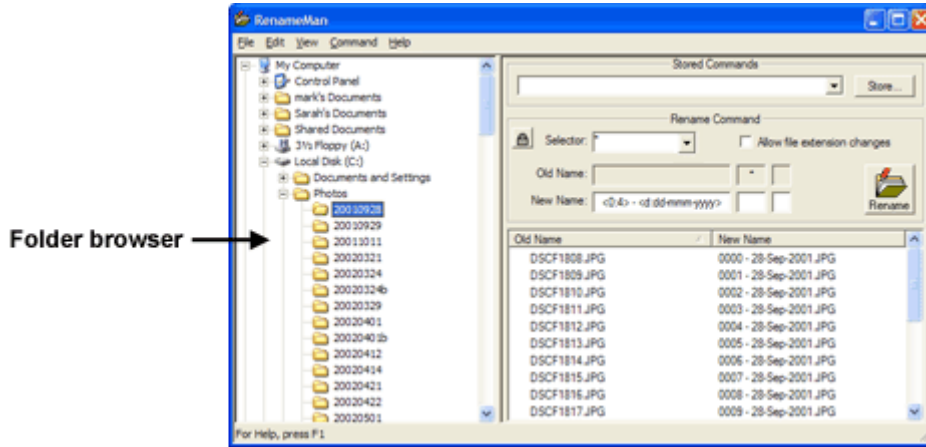 RenameMan
File Edit View Command Help
My Computer
Control Panel
mark's Documents
Sarah's Documents
Shared Documents
3½ Floppy (A:)
Local Disk (C:)
Documents and Settings
Photos
20010928
20010929
20011011
20020321
20020324
20020324b
20020329
20020401
20020401b
20020412
20020414
20020421
20020422
20020501
Folder browser
Stored Commands
Store...
Rename Command
Selector: * Allow file extension changes
Old Name: *
New Name: <0;4> - <d:dd-mmm-yyyy>
Rename
Old Name New Name
DSCF1808.JPG 0000 - 28-Sep-2001.JPG
DSCF1809.JPG 0001 - 28-Sep-2001.JPG
DSCF1810.JPG 0002 - 28-Sep-2001.JPG
DSCF1811.JPG 0003 - 28-Sep-2001.JPG
DSCF1812.JPG 0004 - 28-Sep-2001.JPG
DSCF1813.JPG 0005 - 28-Sep-2001.JPG
DSCF1814.JPG 0006 - 28-Sep-2001.JPG
DSCF1815.JPG 0007 - 28-Sep-2001.JPG
DSCF1816.JPG 0008 - 28-Sep-2001.JPG
DSCF1817.JPG 0009 - 28-Sep-2001.JPG
For Help, press F1